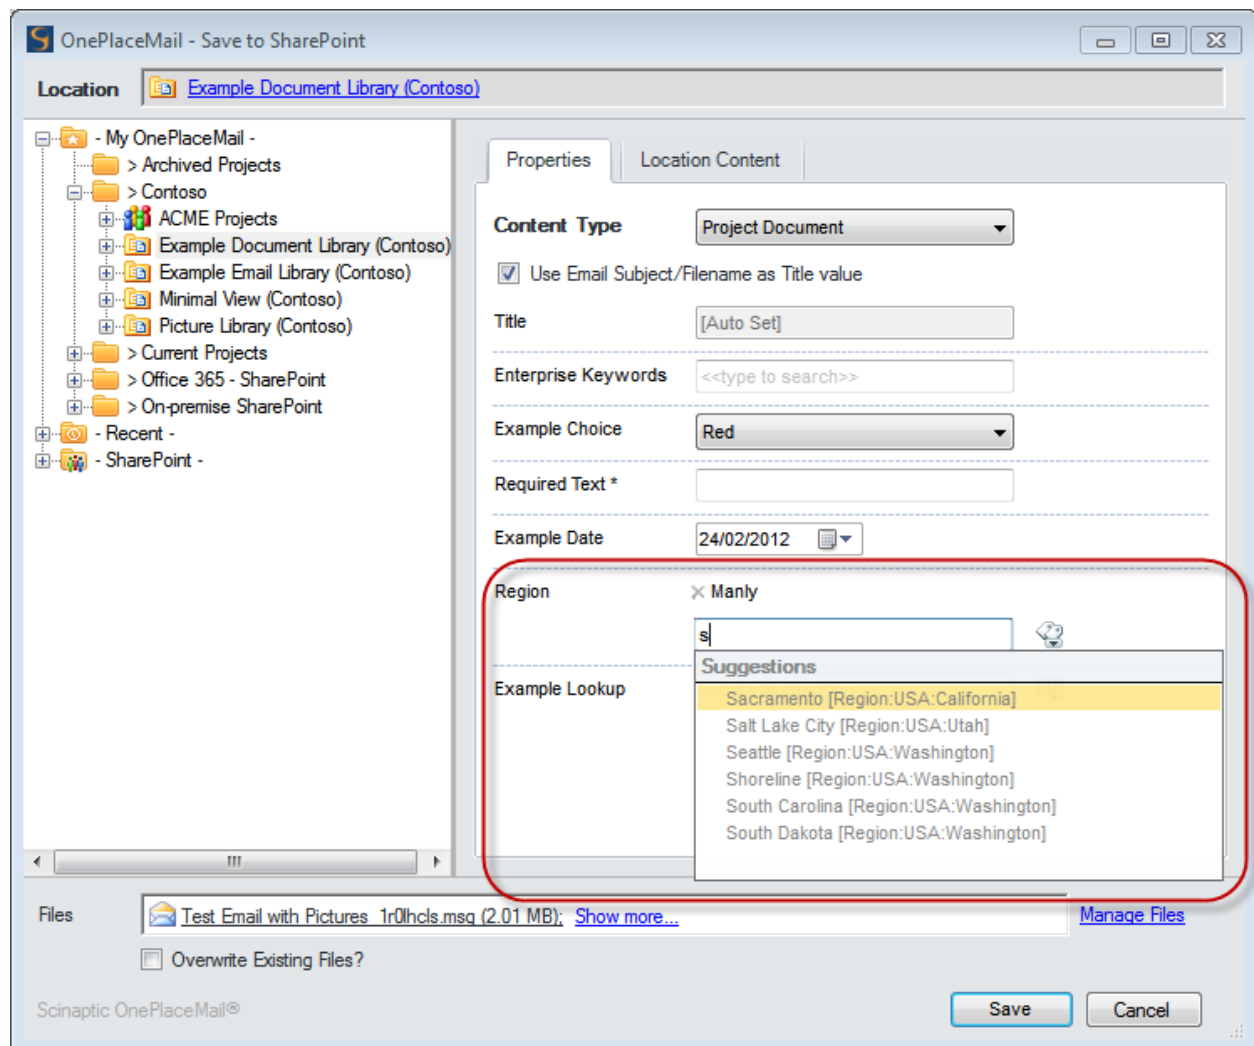 OnePlaceMail - Save to SharePoint
Location Example Document Library (Contoso)
- My OnePlaceMail -
> Archived Projects
> Contoso
ACME Projects
Example Document Library (Contoso)
Example Email Library (Contoso)
Minimal View (Contoso)
Picture Library (Contoso)
> Current Projects
> Office 365 - SharePoint
> On-premise SharePoint
- Recent -
- SharePoint -
Properties Location Content
Content Type Project Document
Use Email Subject/Filename as Title value
Title [Auto Set]
Enterprise Keywords <<type to search>>
Example Choice Red
Required Text *
Example Date 24/02/2012
Region Manly
s
Suggestions
Example Lookup
Sacramento [Region:USA:California]
Salt Lake City [Region:USA:Utah]
Seattle [Region:USA:Washington]
Shoreline [Region:USA:Washington]
South Carolina [Region:USA:Washington]
South Dakota [Region:USA:Washington]
Files Test Email with Pictures_1r0lhcls.msg (2.01 MB); Show more... Manage Files
Overwrite Existing Files?
Scinaptic OnePlaceMail® Save Cancel